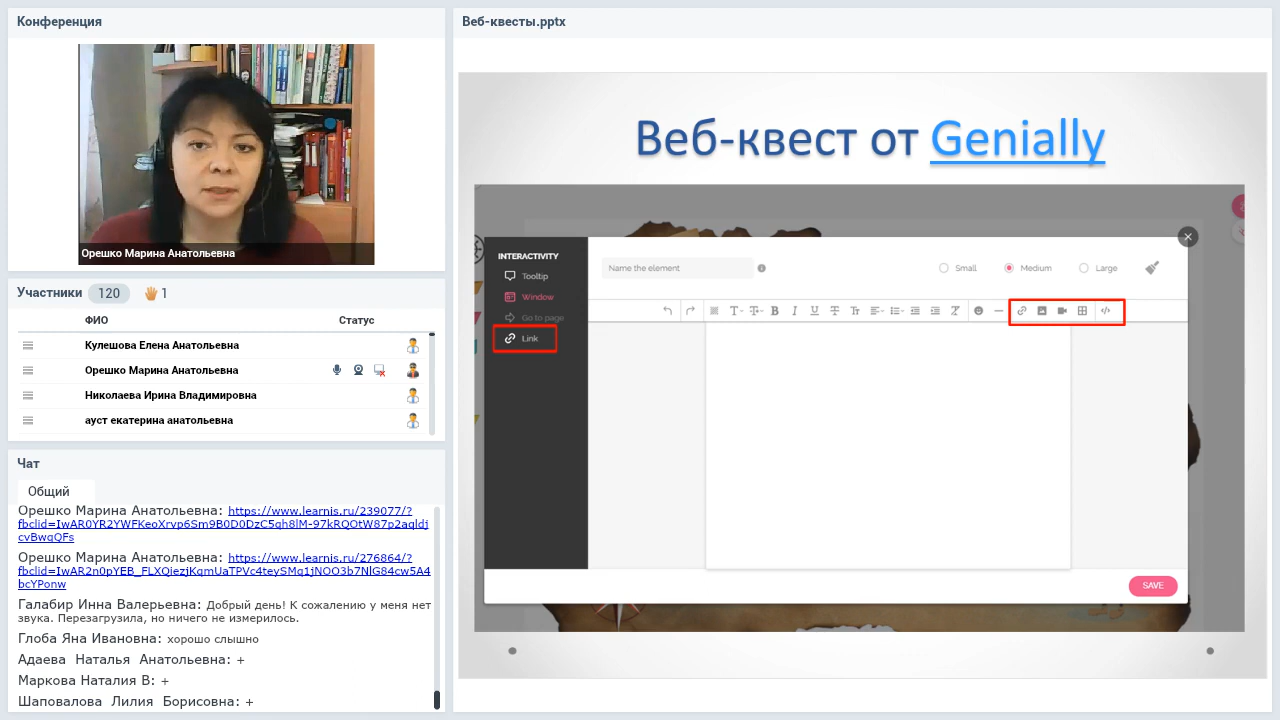 Конференция
Орешко Марина Анатольевна
Участники 120 1
ФИО Статус
Кулешова Елена Анатольевна
Орешко Марина Анатольевна
Николаева Ирина Владимировна
ауст екатерина анатольевна
Чат
Общий
Орешко Марина Анатольевна: https://www.learnis.ru/239077/?
fbclid=IwAR0YR2YWFKeoXrvp6Sm9B0D0DzC5qh8lM-97kRQOtW87p2aqldj
cvBwqQFs
Орешко Марина Анатольевна: https://www.learnis.ru/276864/?
fbclid=IwAR2n0pYEB_FLXQiezjKqmUaTPVc4teySMq1jNOO3b7NlG84cw5A4
bcYPonw
Галабир Инна Валерьевна: Добрый день! К сожалению у меня нет
звука. Перезагрузила, но ничего не измерилось.
Глоба Яна Ивановна: хорошо слышно
Адаева Наталья Анатольевна: +
Маркова Наталия В: +
Шаповалова Лилия Борисовна: +
Веб-квесты.pptx
Веб-квест от Genially
INTERACTIVITY
Tooltip
Window
Go to page
Link
Name the element
Small Medium Large
SAVE